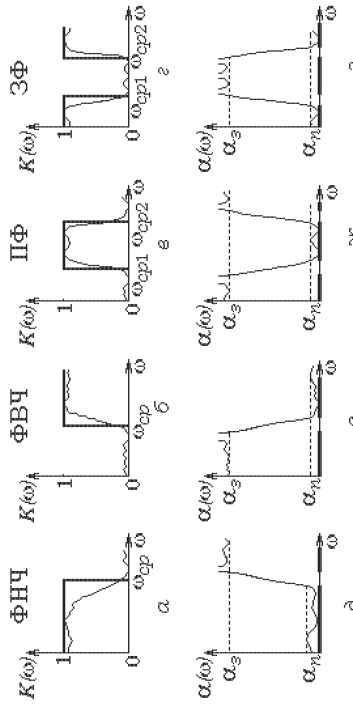 ФНЧ ФВЧ ПФ ЗФ
K(ω) K(ω) K(ω) K(ω)
1 1 1 1
0 ωср ω 0 ωср ω 0 ωср1 ωср2 ω 0 ωср1 ωср2 ω
а б в г
α(ω) α(ω) α(ω) α(ω)
αз αз αз αз
αп αп αп αп
ω ω ω ω